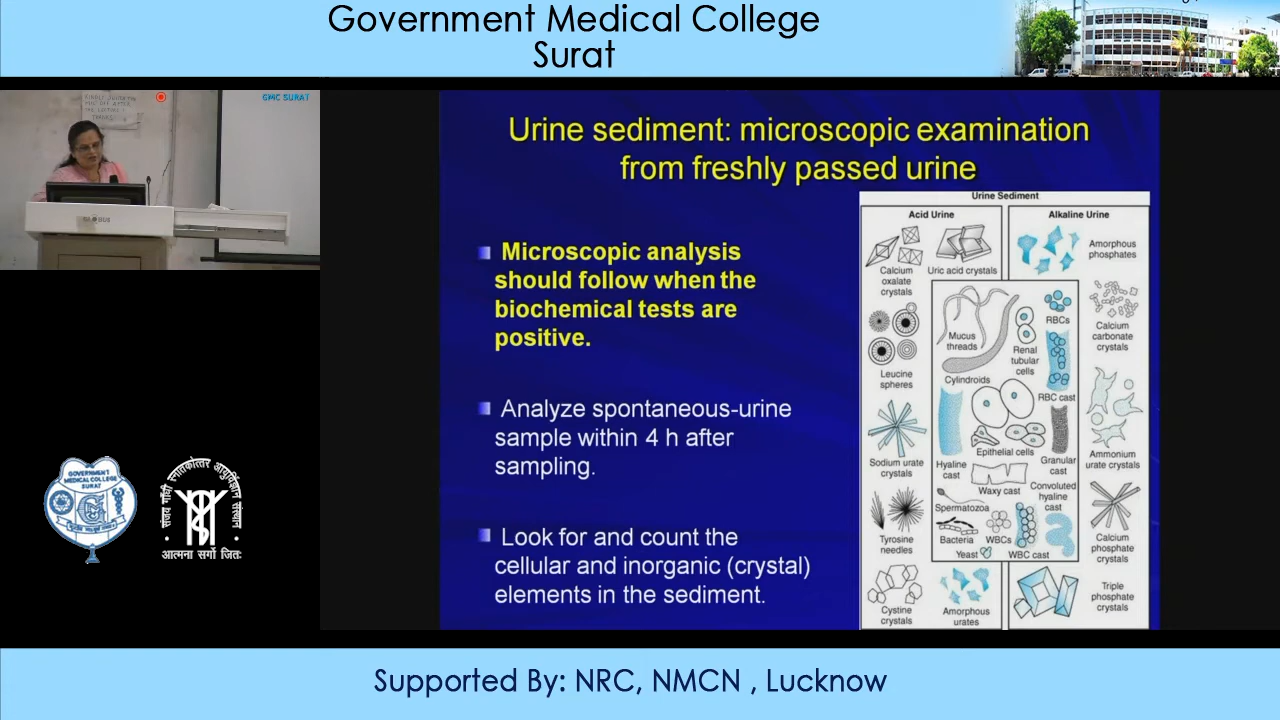 Government Medical College
Surat
GMC SURAT
Urine sediment: microscopic examination
from freshly passed urine
Microscopic analysis
should follow when the
biochemical tests are
positive.
Analyze spontaneous-urine
sample within 4 h after
sampling.
Look for and count the
cellular and inorganic (crystal)
elements in the sediment.
Urine Sediment
Acid Urine
Alkaline Urine
Calcium
oxalate
crystals
Uric acid crystals
Amorphous
phosphates
Leucine
spheres
Mucus
threads
Renal
tubular
cells
RBCs
Calcium
carbonate
crystals
Cylindroids
RBC cast
Sodium urate
crystals
Hyaline
cast
Epithelial cells
Granular
cast
Ammonium
urate crystals
Waxy cast
Convoluted
hyaline
cast
Spermatozoa
Tyrosine
needles
Bacteria
WBCs
Yeast
WBC cast
Calcium
phosphate
crystals
Cystine
crystals
Amorphous
urates
Triple
phosphate
crystals
GOVERNMENT
MEDICAL COLLEGE
SURAT
संजय गांधी स्नातकोत्तर आयुर्विज्ञान संस्थान
आत्मना सर्गो जितः
Supported By: NRC, NMCN , Lucknow